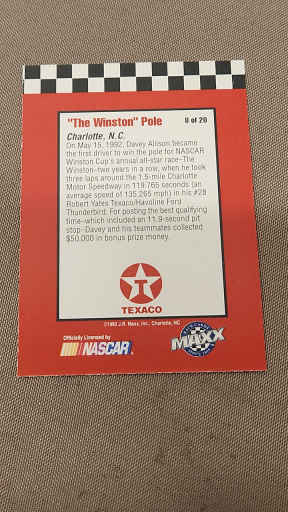 "The Winston" Pole 8 of 20
Charlotte, N.C.
On May 15, 1992, Davey Allison became
the first driver to win the pole for NASCAR
Winston Cup's annual all-star race–The
Winston–two years in a row, when he took
three laps around the 1.5-mile Charlotte
Motor Speedway in 119.765 seconds (an
average speed of 135.265 mph) in his #28
Robert Yates Texaco/Havoline Ford
Thunderbird. For posting the best qualifying
time–which included an 11.9-second pit
stop–Davey and his teammates collected
$50,000 in bonus prize money.
TEXACO
©1992 J.R. Maxx, Inc., Charlotte, NC
Officially Licensed by
NASCAR
MAXX